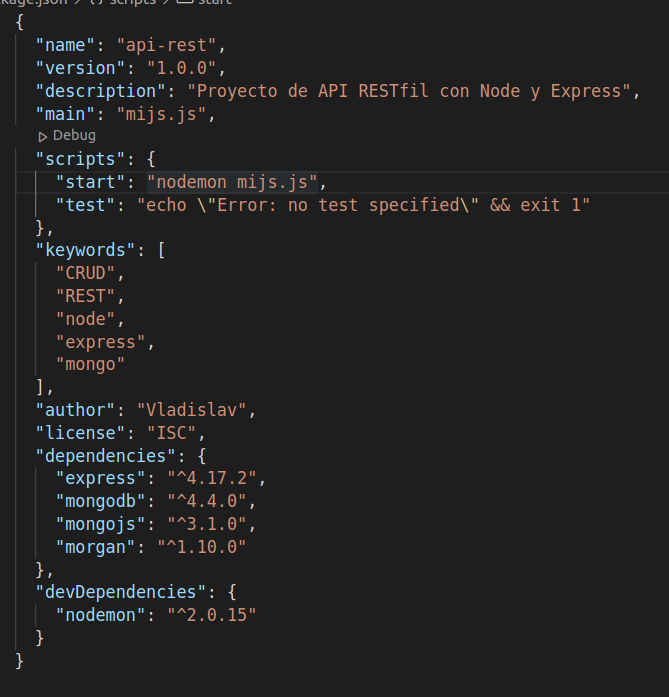 package.json > {} scripts > start
{
"name": "api-rest",
"version": "1.0.0",
"description": "Proyecto de API RESTfil con Node y Express",
"main": "mijs.js",
Debug
"scripts": {
"start": "nodemon mijs.js",
"test": "echo \"Error: no test specified\" && exit 1"
},
"keywords": [
"CRUD",
"REST",
"node",
"express",
"mongo"
],
"author": "Vladislav",
"license": "ISC",
"dependencies": {
"express": "^4.17.2",
"mongodb": "^4.4.0",
"mongojs": "^3.1.0",
"morgan": "^1.10.0"
},
"devDependencies": {
"nodemon": "^2.0.15"
}
}